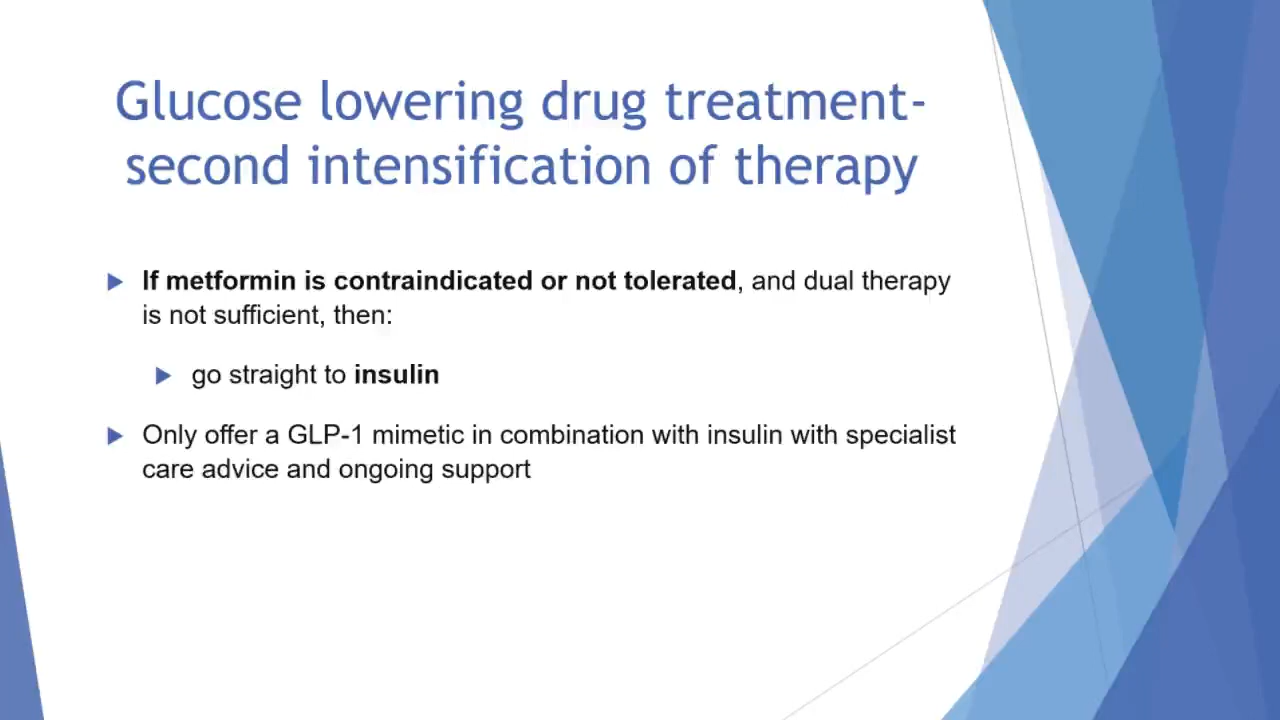 Glucose lowering drug treatment-
second intensification of therapy
If metformin is contraindicated or not tolerated, and dual therapy
is not sufficient, then:
go straight to insulin
Only offer a GLP-1 mimetic in combination with insulin with specialist
care advice and ongoing support